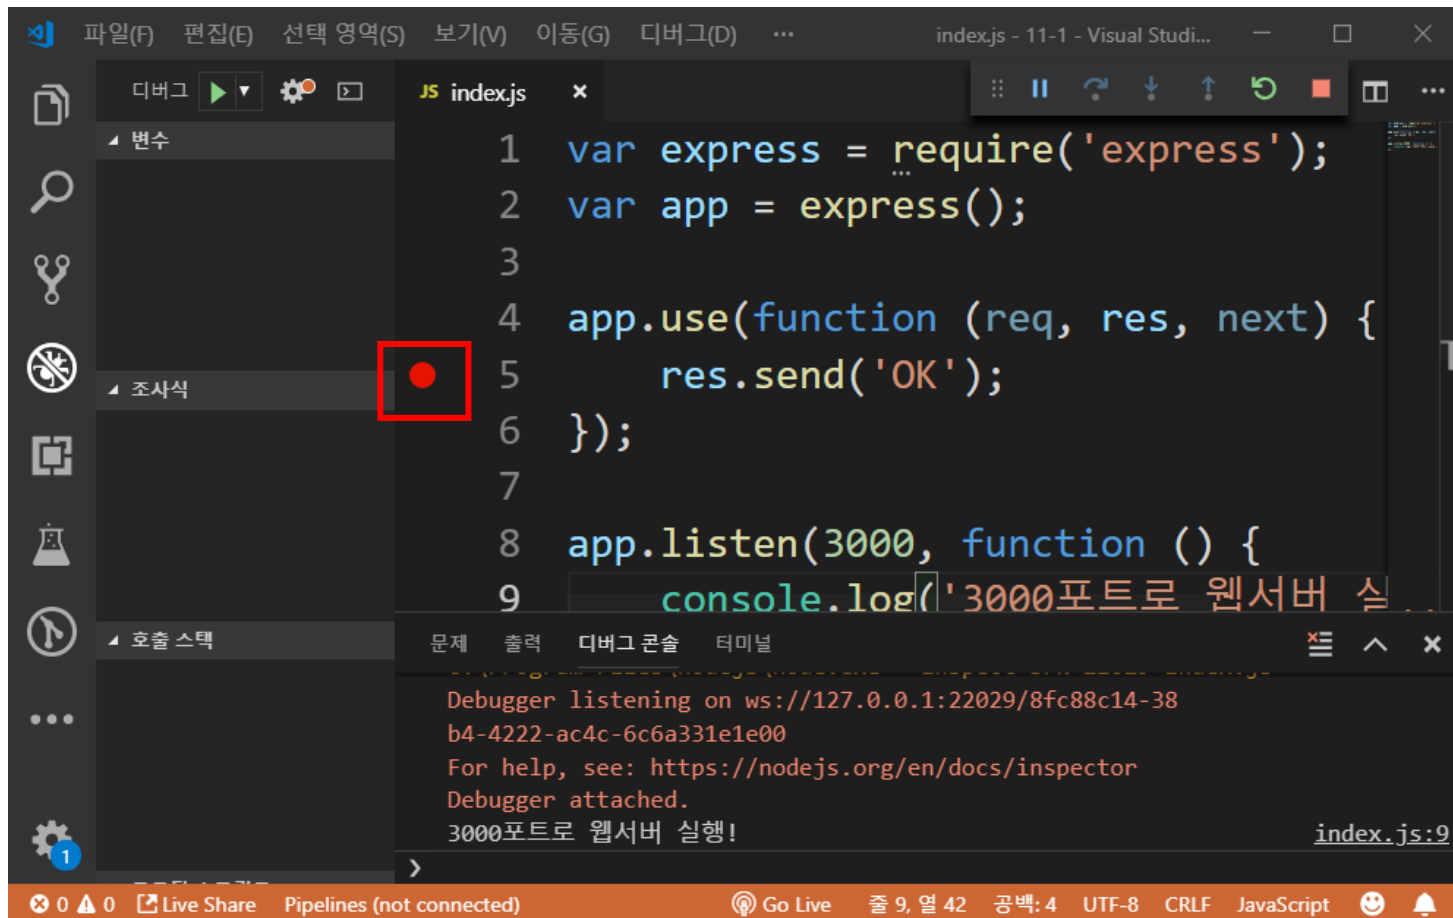 파일(F) 편집(E) 선택 영역(S) 보기(V) 이동(G) 디버그(D) ··· index.js - 11-1 - Visual Studi...
디버그
JS index.js
변수
조사식
호출 스택
1 var express = require('express');
2 var app = express();
3
4 app.use(function (req, res, next) {
5 res.send('OK');
6 });
7
8 app.listen(3000, function () {
9 console.log('3000포트로 웹서버 실
문제 출력 디버그 콘솔 터미널
Debugger listening on ws://127.0.0.1:22029/8fc88c14-38
b4-4222-ac4c-6c6a331e1e00
For help, see: https://nodejs.org/en/docs/inspector
Debugger attached.
3000포트로 웹서버 실행! index.js:9
1
0 0 Live Share Pipelines (not connected) Go Live 줄 9, 열 42 공백: 4 UTF-8 CRLF JavaScript